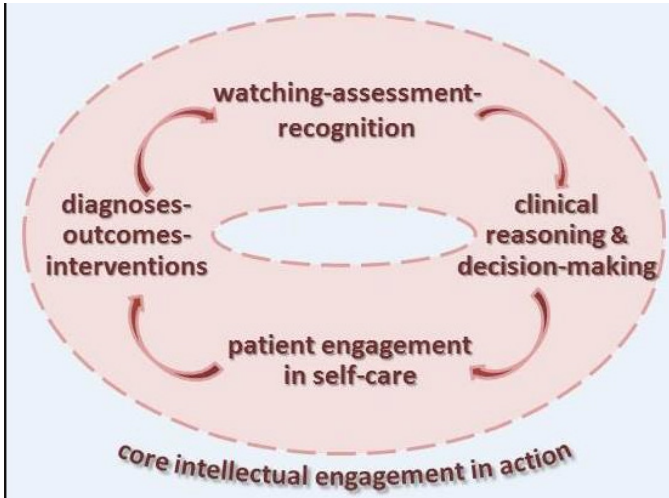 watching-assessment-
recognition
diagnoses-
outcomes-
interventions
clinical
reasoning &
decision-making
patient engagement
in self-care
core intellectual engagement in action